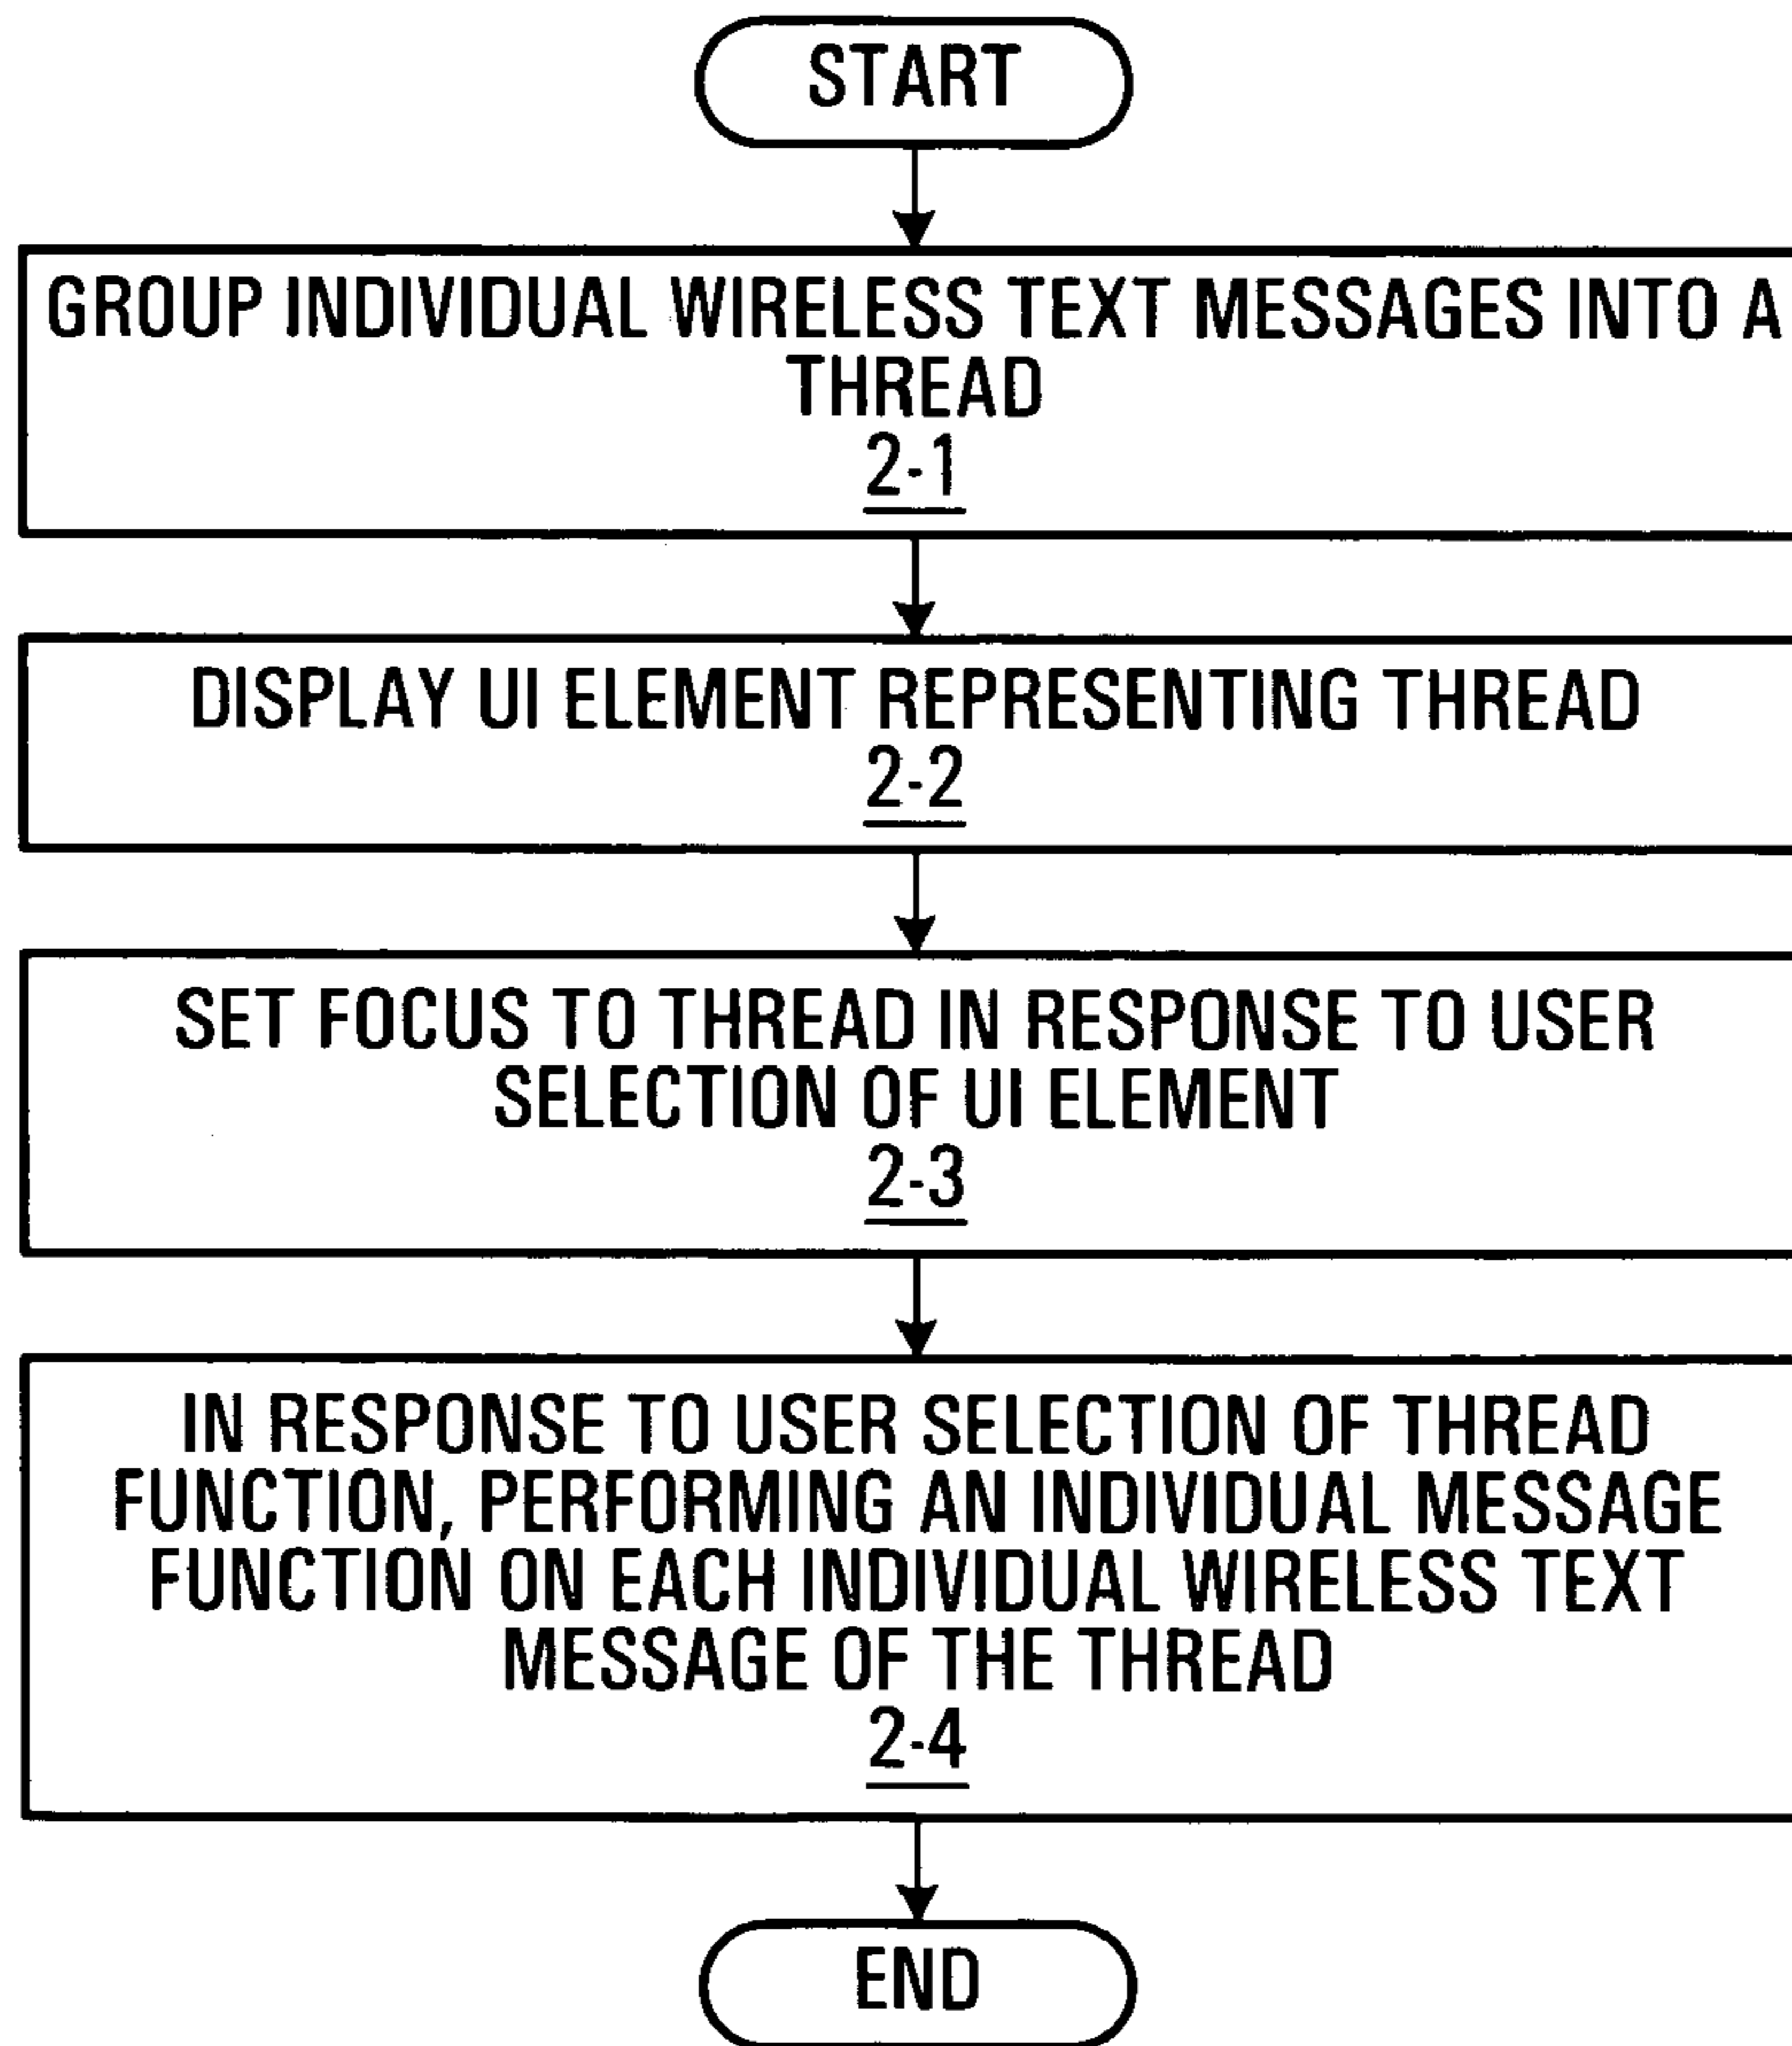 START
GROUP INDIVIDUAL WIRELESS TEXT MESSAGES INTO A
THREAD
2-1
DISPLAY UI ELEMENT REPRESENTING THREAD
2-2
SET FOCUS TO THREAD IN RESPONSE TO USER
SELECTION OF UI ELEMENT
2-3
IN RESPONSE TO USER SELECTION OF THREAD
FUNCTION, PERFORMING AN INDIVIDUAL MESSAGE
FUNCTION ON EACH INDIVIDUAL WIRELESS TEXT
MESSAGE OF THE THREAD
2-4
END